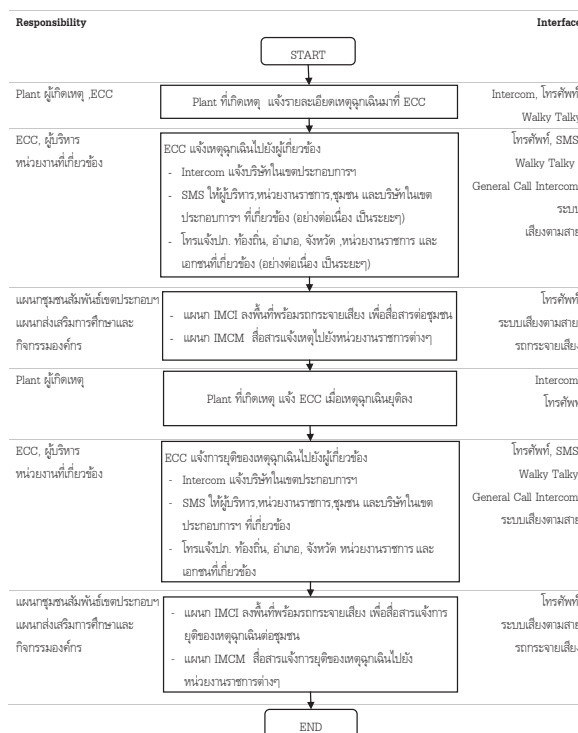 Responsibility
Interface
START
Plant ผู้เกิดเหตุ ,ECC
Plant ที่เกิดเหตุ แจ้งรายละเอียดเหตุฉุกเฉินมาที่ ECC
Intercom, โทรศัพท์
Walky Talky
ECC, ผู้บริหาร
หน่วยงานที่เกี่ยวข้อง
ECC แจ้งเหตุฉุกเฉินไปยังผู้เกี่ยวข้อง
- Intercom แจ้งบริษัทในเขตประกอบการฯ
- SMS ให้ผู้บริหาร,หน่วยงานราชการ,ชุมชน และบริษัทในเขต
ประกอบการฯ ที่เกี่ยวข้อง (อย่างต่อเนื่อง เป็นระยะๆ)
- โทรแจ้งปภ. ท้องถิ่น, อำเภอ, จังหวัด ,หน่วยงานราชการ และ
เอกชนที่เกี่ยวข้อง (อย่างต่อเนื่อง เป็นระยะๆ)
โทรศัพท์, SMS
Walky Talky
General Call Intercom
ระบบ
เสียงตามสาย
แผนกชุมชนสัมพันธ์เขตประกอบฯ
แผนกส่งเสริมการศึกษาและ
กิจกรรมองค์กร
- แผนก IMCI ลงพื้นที่พร้อมรถกระจายเสียง เพื่อสื่อสารต่อชุมชน
- แผนก IMCM สื่อสารแจ้งเหตุไปยังหน่วยงานราชการต่างๆ
โทรศัพท์
ระบบเสียงตามสาย
รถกระจายเสียง
Plant ผู้เกิดเหตุ
Plant ที่เกิดเหตุ แจ้ง ECC เมื่อเหตุฉุกเฉินยุติลง
Intercom
โทรศัพท์
ECC, ผู้บริหาร
หน่วยงานที่เกี่ยวข้อง
ECC แจ้งการยุติของเหตุฉุกเฉินไปยังผู้เกี่ยวข้อง
- Intercom แจ้งบริษัทในเขตประกอบการฯ
- SMS ให้ผู้บริหาร,หน่วยงานราชการ,ชุมชน และบริษัทในเขต
ประกอบการฯ ที่เกี่ยวข้อง
- โทรแจ้งปภ. ท้องถิ่น, อำเภอ, จังหวัด หน่วยงานราชการ และ
เอกชนที่เกี่ยวข้อง
โทรศัพท์, SMS
Walky Talky
General Call Intercom
ระบบเสียงตามสาย
แผนกชุมชนสัมพันธ์เขตประกอบฯ
แผนกส่งเสริมการศึกษาและ
กิจกรรมองค์กร
- แผนก IMCI ลงพื้นที่พร้อมรถกระจายเสียง เพื่อสื่อสารแจ้งการ
ยุติของเหตุฉุกเฉินต่อชุมชน
- แผนก IMCM สื่อสารแจ้งการยุติของเหตุฉุกเฉินไปยัง
หน่วยงานราชการต่างๆ
โทรศัพท์
ระบบเสียงตามสาย
รถกระจายเสียง
END